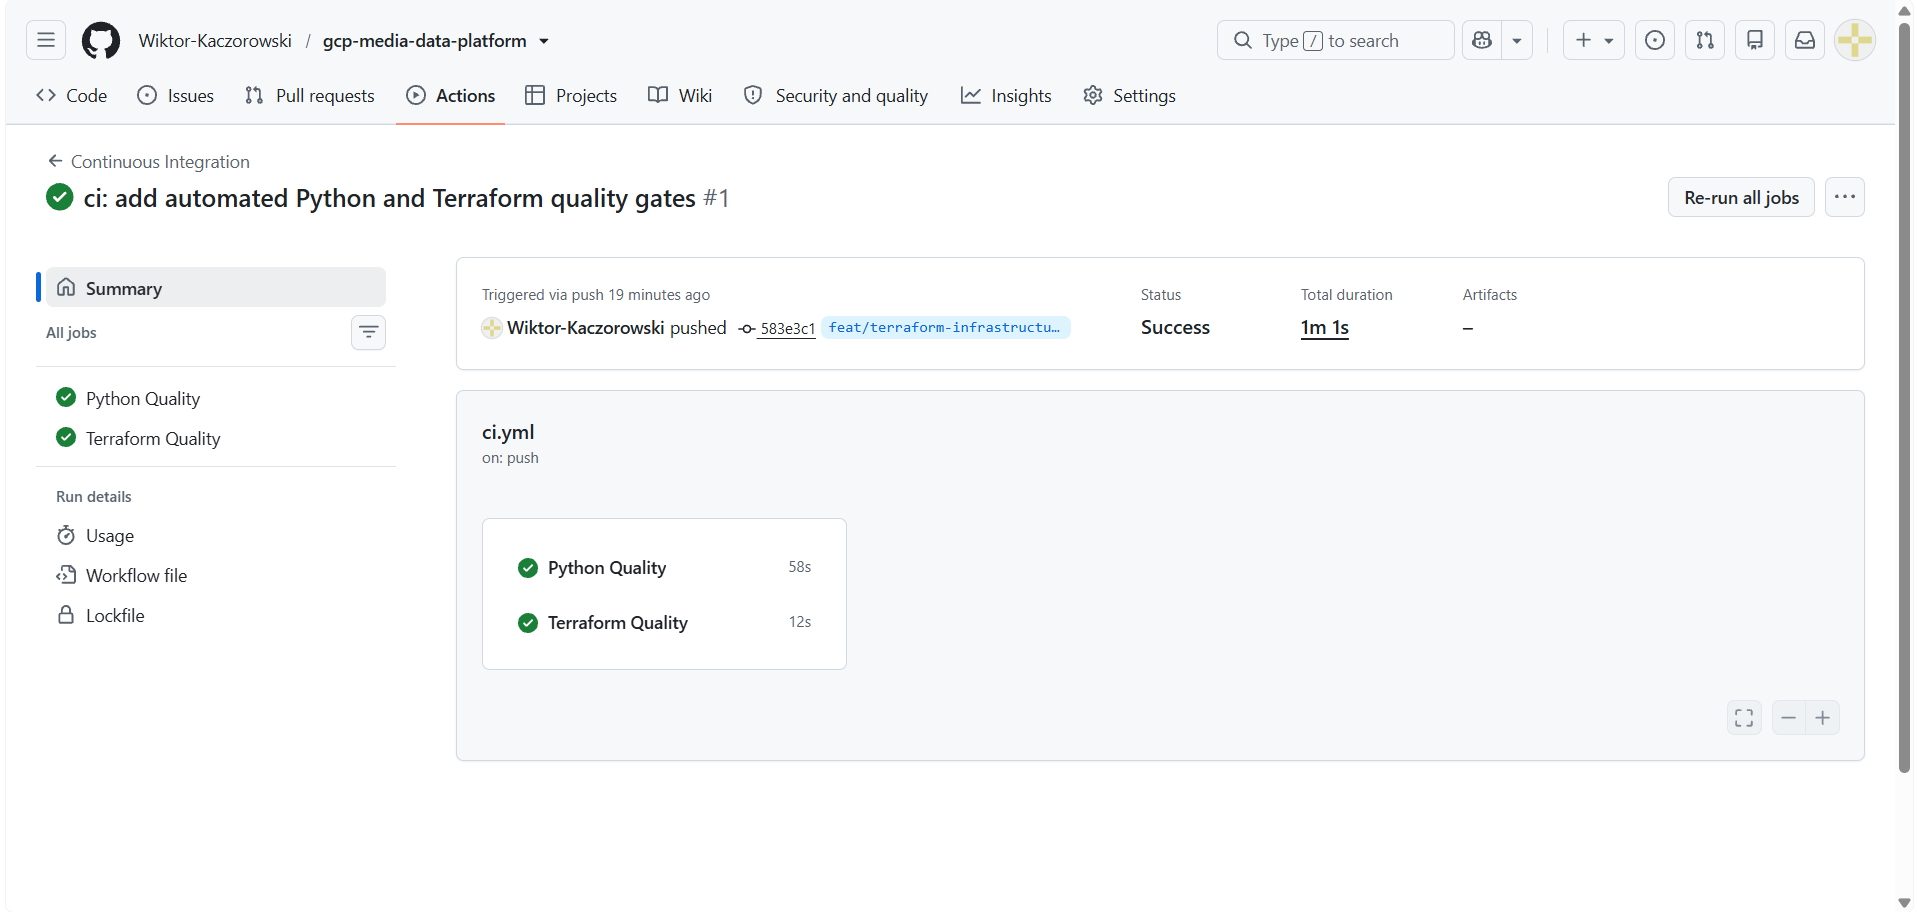 Wiktor-Kaczorowski / gcp-media-data-platform
Type / to search
Code Issues Pull requests Actions Projects Wiki Security and quality Insights Settings
Continuous Integration
ci: add automated Python and Terraform quality gates #1
Re-run all jobs
Summary
All jobs
Python Quality
Terraform Quality
Run details
Usage
Workflow file
Lockfile
Triggered via push 19 minutes ago
Wiktor-Kaczorowski pushed 583e3c1 feat/terraform-infrastructu…
Status
Success
Total duration
1m 1s
Artifacts
–
ci.yml
on: push
Python Quality 58s
Terraform Quality 12s